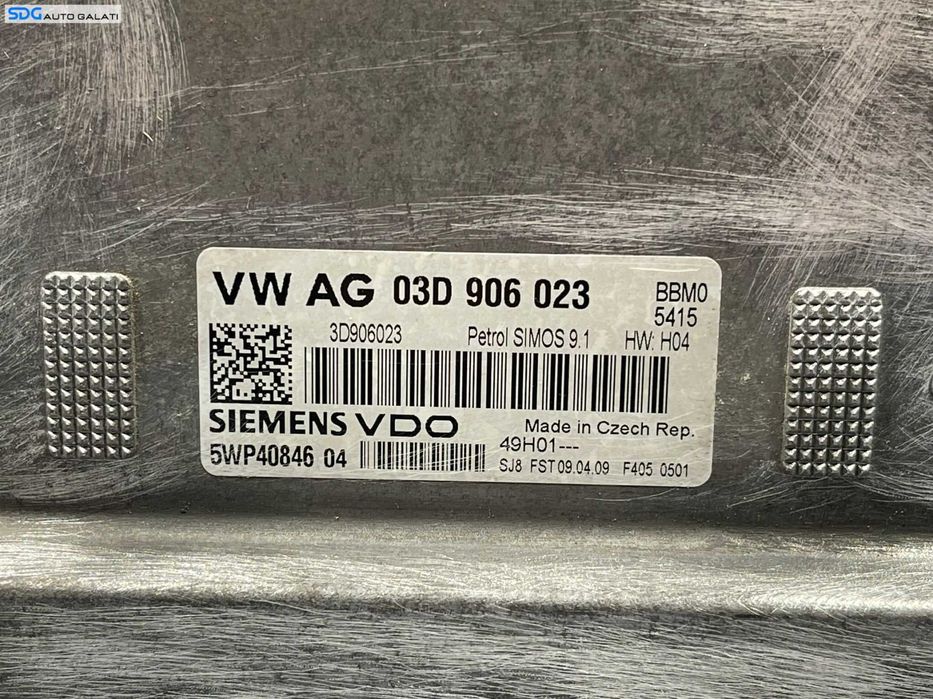 SDG AUTO GALATI
VW AG 03D 906 023 BBM0
5415
3D906023 Petrol SIMOS 9.1 HW: H04
SIEMENS VDO Made in Czech Rep.
5WP40846 04 49H01---
SJ8 FST 09.04.09 F405 0501